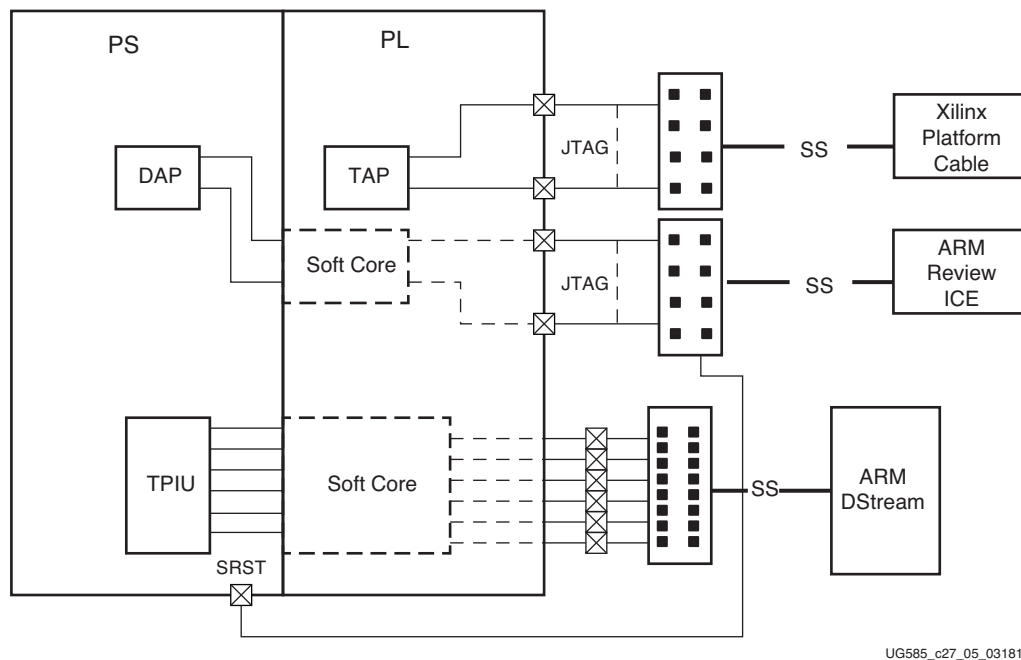 PS
PL
DAP
TAP
JTAG
SS
Xilinx
Platform
Cable
Soft Core
JTAG
SS
ARM
Review
ICE
TPIU
Soft Core
SS
ARM
DStream
SRST
UG585_c27_05_03181